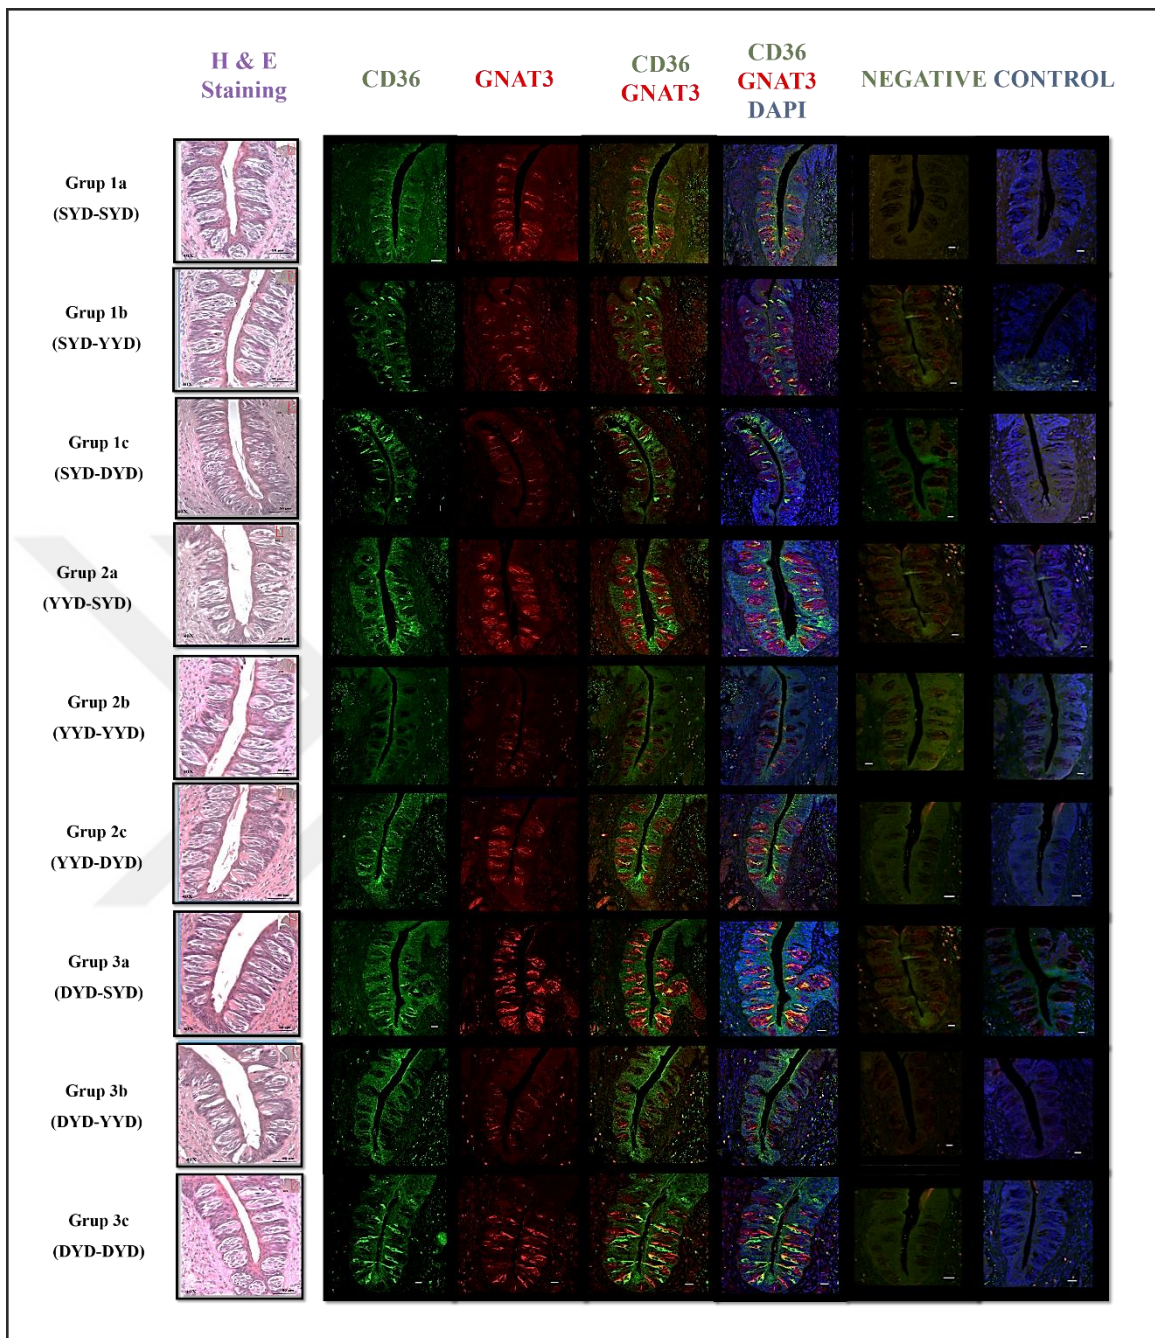 H & E
Staining
CD36
GNAT3
CD36
GNAT3
CD36
GNAT3
DAPI
NEGATIVE CONTROL
Grup 1a
(SYD-SYD)
Grup 1b
(SYD-YYD)
Grup 1c
(SYD-DYD)
Grup 2a
(YYD-SYD)
Grup 2b
(YYD-YYD)
Grup 2c
(YYD-DYD)
Grup 3a
(DYD-SYD)
Grup 3b
(DYD-YYD)
Grup 3c
(DYD-DYD)